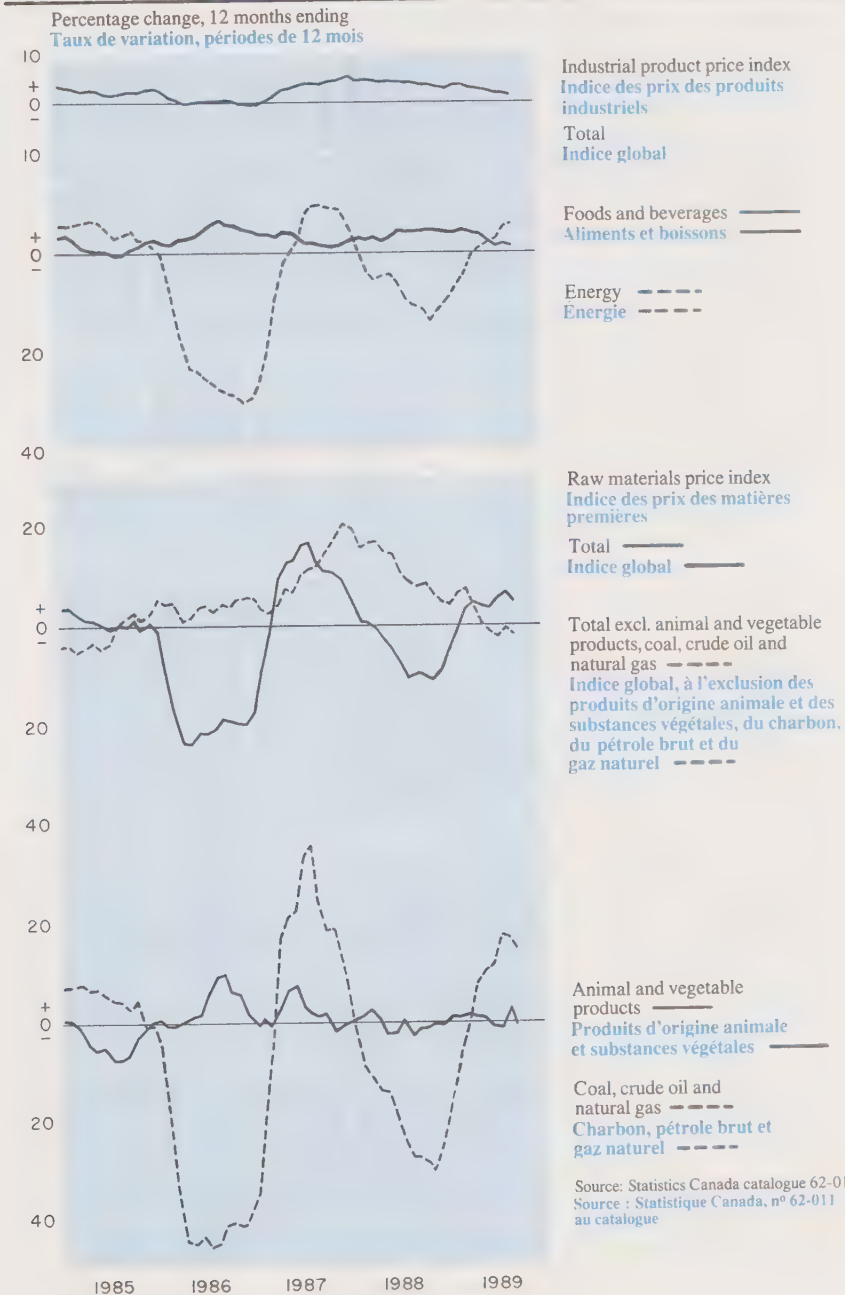 Percentage change, 12 months ending
Taux de variation, périodes de 12 mois
10
+
0
−
10
+
0
−
20
40
20
+
0
−
20
40
20
+
0
−
20
40
1985 1986 1987 1988 1989
Industrial product price index
Indice des prix des produits
industriels
Total
Indice global
Foods and beverages
Aliments et boissons
Energy
Énergie
Raw materials price index
Indice des prix des matières
premières
Total
Indice global
Total excl. animal and vegetable
products, coal, crude oil and
natural gas
Indice global, à l'exclusion des
produits d'origine animale et des
substances végétales, du charbon,
du pétrole brut et du
gaz naturel
Animal and vegetable
products
Produits d'origine animale
et substances végétales
Coal, crude oil and
natural gas
Charbon, pétrole brut et
gaz naturel
Source: Statistics Canada catalogue 62-01
Source : Statistique Canada, nº 62-011
au catalogue